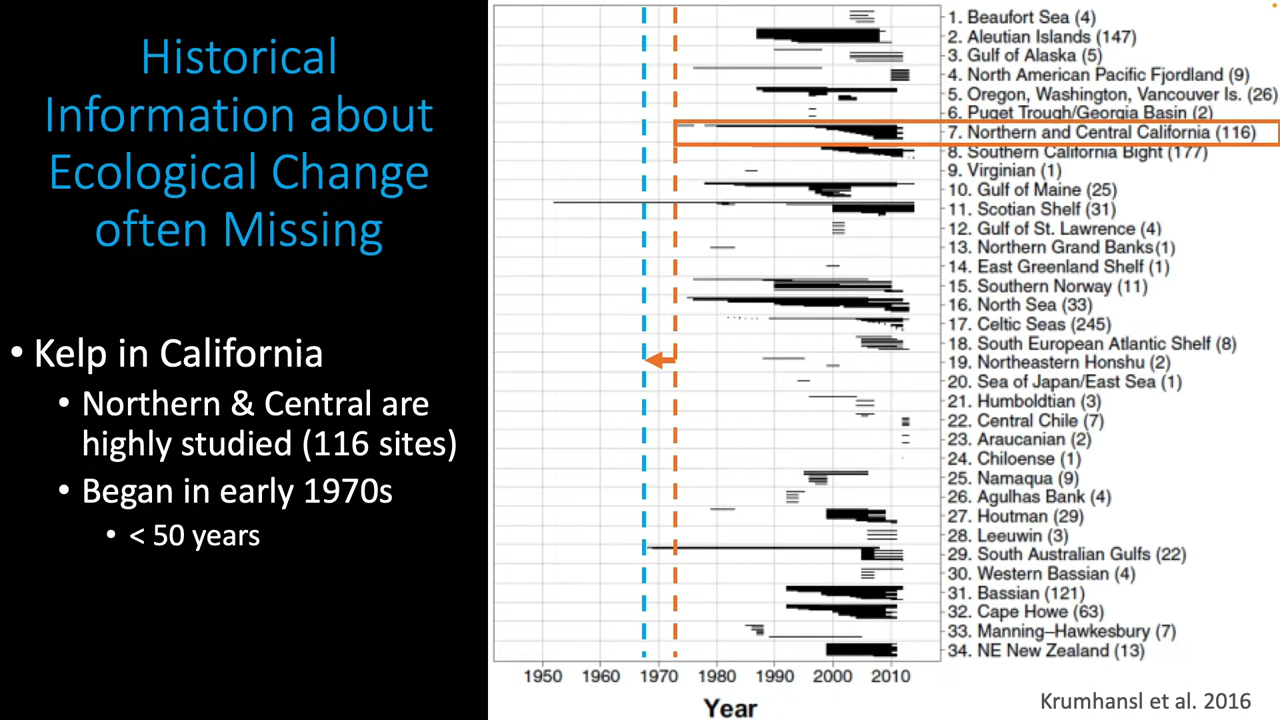 Historical
Information about
Ecological Change
often Missing
• Kelp in California
• Northern & Central are
highly studied (116 sites)
• Began in early 1970s
• < 50 years
1. Beaufort Sea (4)
2. Aleutian Islands (147)
3. Gulf of Alaska (5)
4. North American Pacific Fjordland (9)
5. Oregon, Washington, Vancouver Is. (26)
6. Puget Trough/Georgia Basin (2)
7. Northern and Central California (116)
8. Southern California Bight (177)
9. Virginian (1)
10. Gulf of Maine (25)
11. Scotian Shelf (31)
12. Gulf of St. Lawrence (4)
13. Northern Grand Banks (1)
14. East Greenland Shelf (1)
15. Southern Norway (11)
16. North Sea (33)
17. Celtic Seas (245)
18. South European Atlantic Shelf (8)
19. Northeastern Honshu (2)
20. Sea of Japan/East Sea (1)
21. Humboldtian (3)
22. Central Chile (7)
23. Araucanian (2)
24. Chiloense (1)
25. Namaqua (9)
26. Agulhas Bank (4)
27. Houtman (29)
28. Leeuwin (3)
29. South Australian Gulfs (22)
30. Western Bassian (4)
31. Bassian (121)
32. Cape Howe (63)
33. Manning–Hawkesbury (7)
34. NE New Zealand (13)
1950 1960 1970 1980 1990 2000 2010
Year
Krumhansl et al. 2016